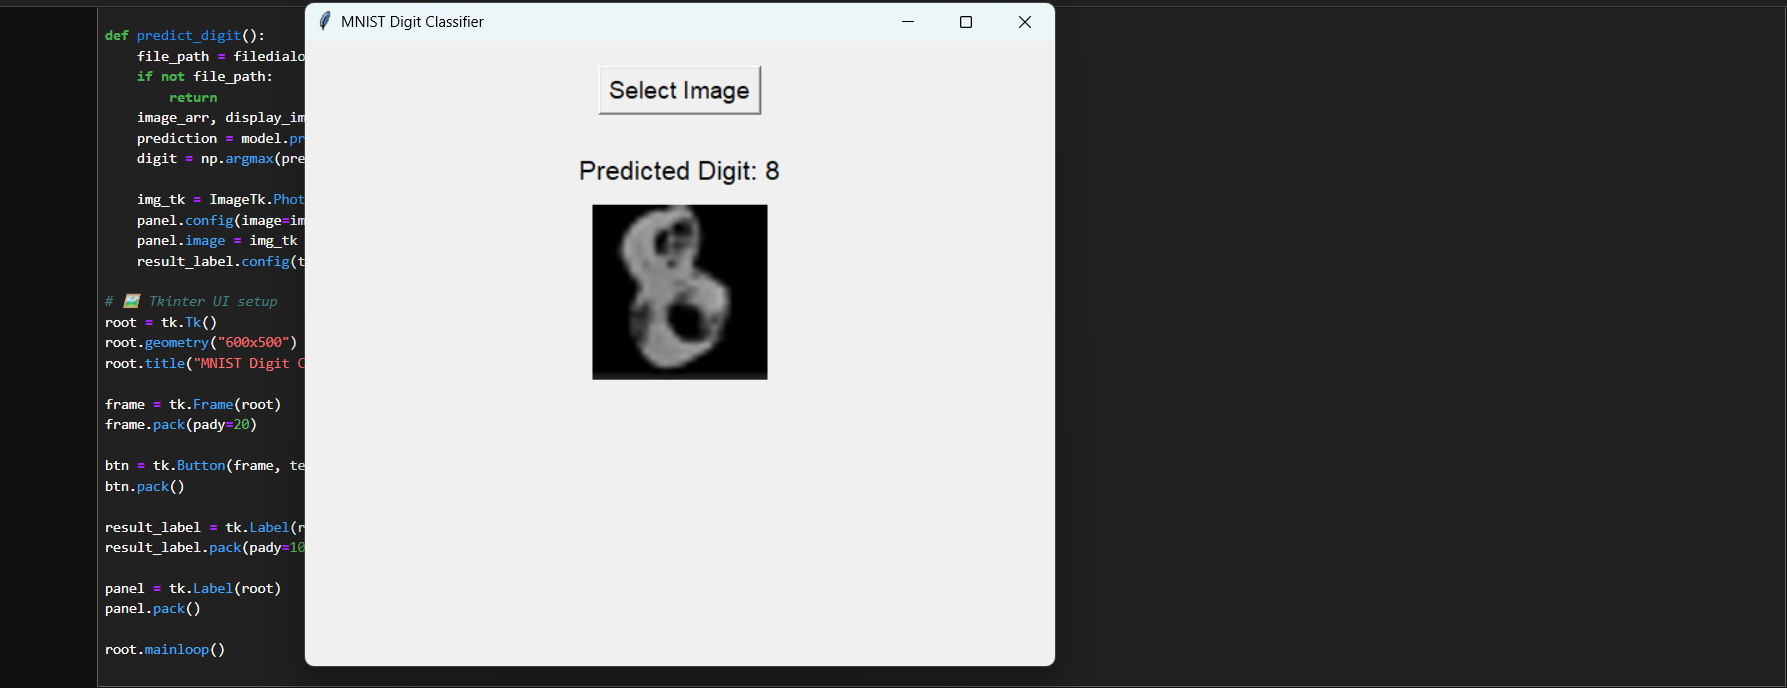 def predict_digit():
    file_path = filedialo
    if not file_path:
        return
    image_arr, display_im
    prediction = model.pr
    digit = np.argmax(pre
    img_tk = ImageTk.Phot
    panel.config(image=im
    panel.image = img_tk
    result_label.config(t
# 🖼️ Tkinter UI setup
root = tk.Tk()
root.geometry("600x500")
root.title("MNIST Digit C
frame = tk.Frame(root)
frame.pack(pady=20)
btn = tk.Button(frame, te
btn.pack()
result_label = tk.Label(r
result_label.pack(pady=10
panel = tk.Label(root)
panel.pack()
root.mainloop()
MNIST Digit Classifier
Select Image
Predicted Digit: 8
8